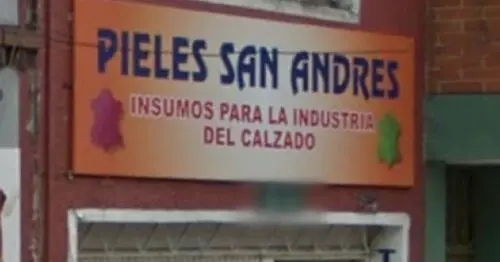 PIELES SAN ANDRES
INSUMOS PARA LA INDUSTRIA
DEL CALZADO